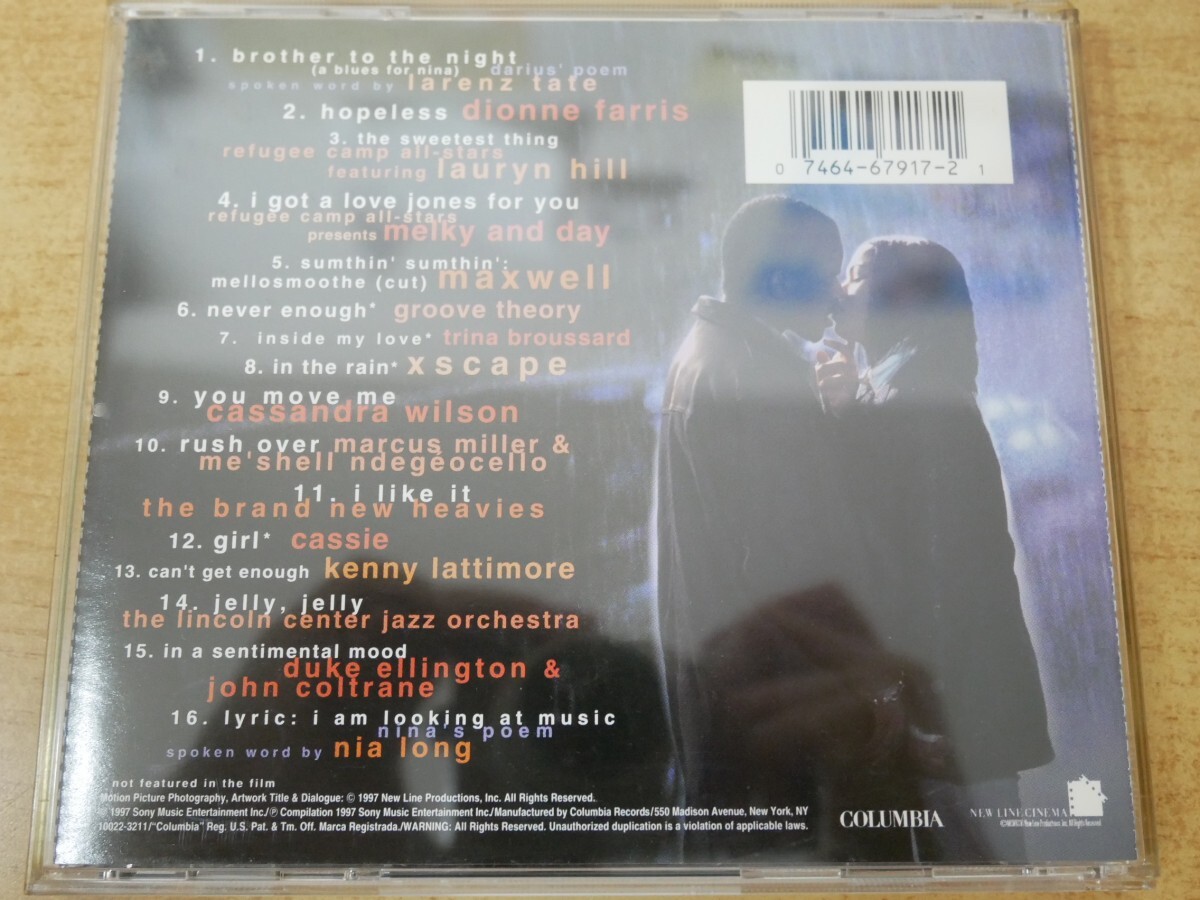 1. brother to the night
(a blues for nina) darius' poem
spoken word by larenz tate
2. hopeless dionne farris
3. the sweetest thing
refugee camp all-stars
featuring lauryn hill
4. i got a love jones for you
refugee camp all-stars
presents melky and day
5. sumthin' sumthin':
mellosmoothe (cut) maxwell
6. never enough* groove theory
7. inside my love* trina broussard
8. in the rain* xscape
9. you move me
cassandra wilson
10. rush over marcus miller &
me'shell ndegéocello
11. i like it
the brand new heavies
12. girl* cassie
13. can't get enough kenny lattimore
14. jelly, jelly
the lincoln center jazz orchestra
15. in a sentimental mood
duke ellington &
john coltrane
16. lyric: i am looking at music
nina's poem
spoken word by nia long
* not featured in the film
Motion Picture Photography, Artwork Title & Dialogue: © 1997 New Line Productions, Inc. All Rights Reserved.
1997 Sony Music Entertainment Inc./℗ Compilation 1997 Sony Music Entertainment Inc./Manufactured by Columbia Records/550 Madison Avenue, New York, NY
10022-3211/"Columbia" Reg. U.S. Pat. & Tm. Off. Marca Registrada./WARNING: All Rights Reserved. Unauthorized duplication is a violation of applicable laws.
0 7464-67917-2 1
COLUMBIA
NEW LINE CINEMA